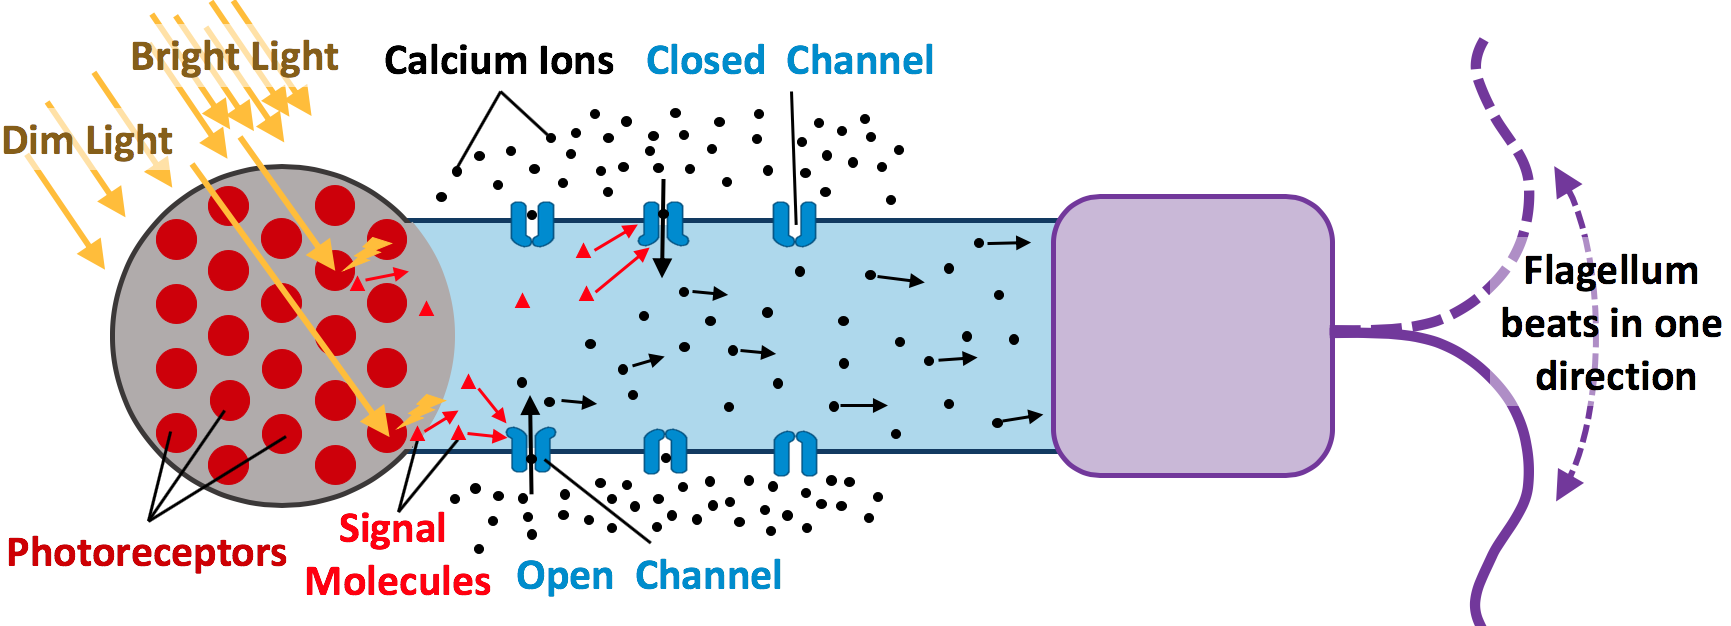 Bright Light
Dim Light
Calcium Ions
Closed Channel
Flagellum
beats in one
direction
Photoreceptors
Signal
Molecules
Open Channel